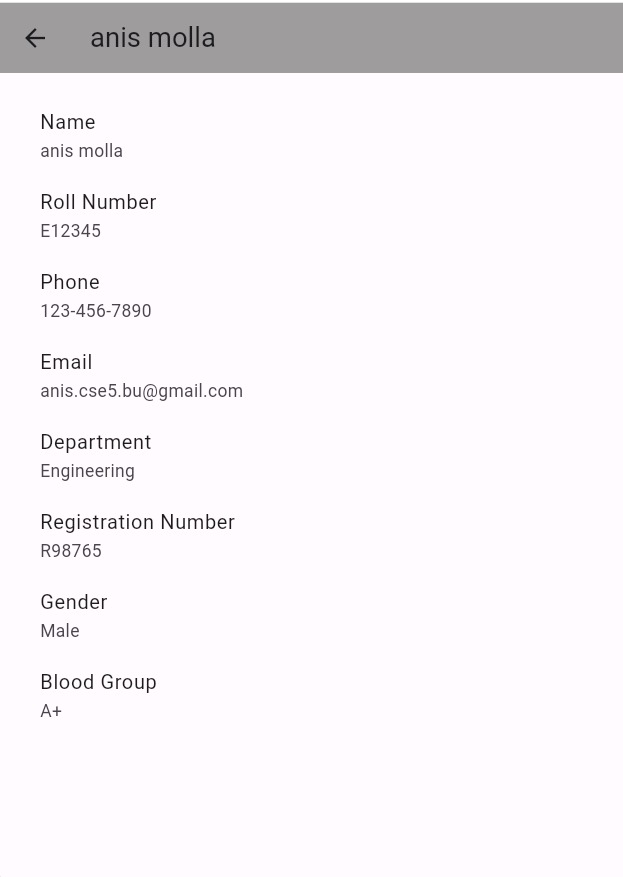 anis molla
Name
anis molla
Roll Number
E12345
Phone
123-456-7890
Email
anis.cse5.bu@gmail.com
Department
Engineering
Registration Number
R98765
Gender
Male
Blood Group
A+